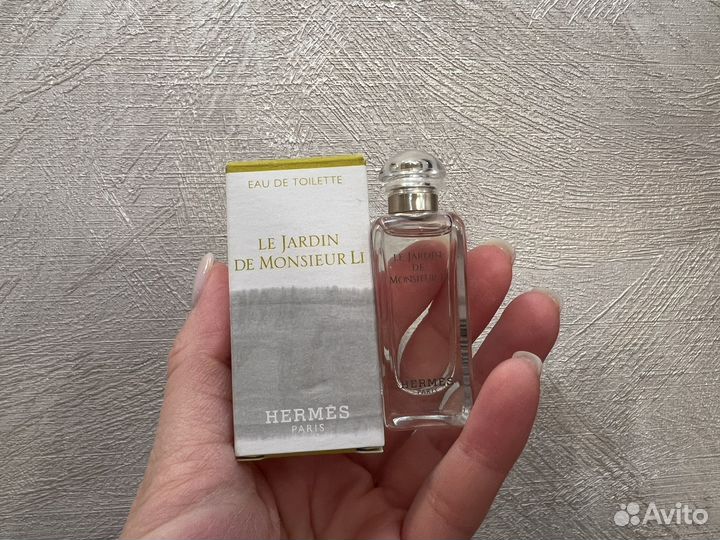 EAU DE TOILETTE
LE JARDIN
DE MONSIEUR LI
HERMÈS
PARIS
LE JARDIN
DE
MONSIEUR LI
HERMÈS
PARIS
Avito